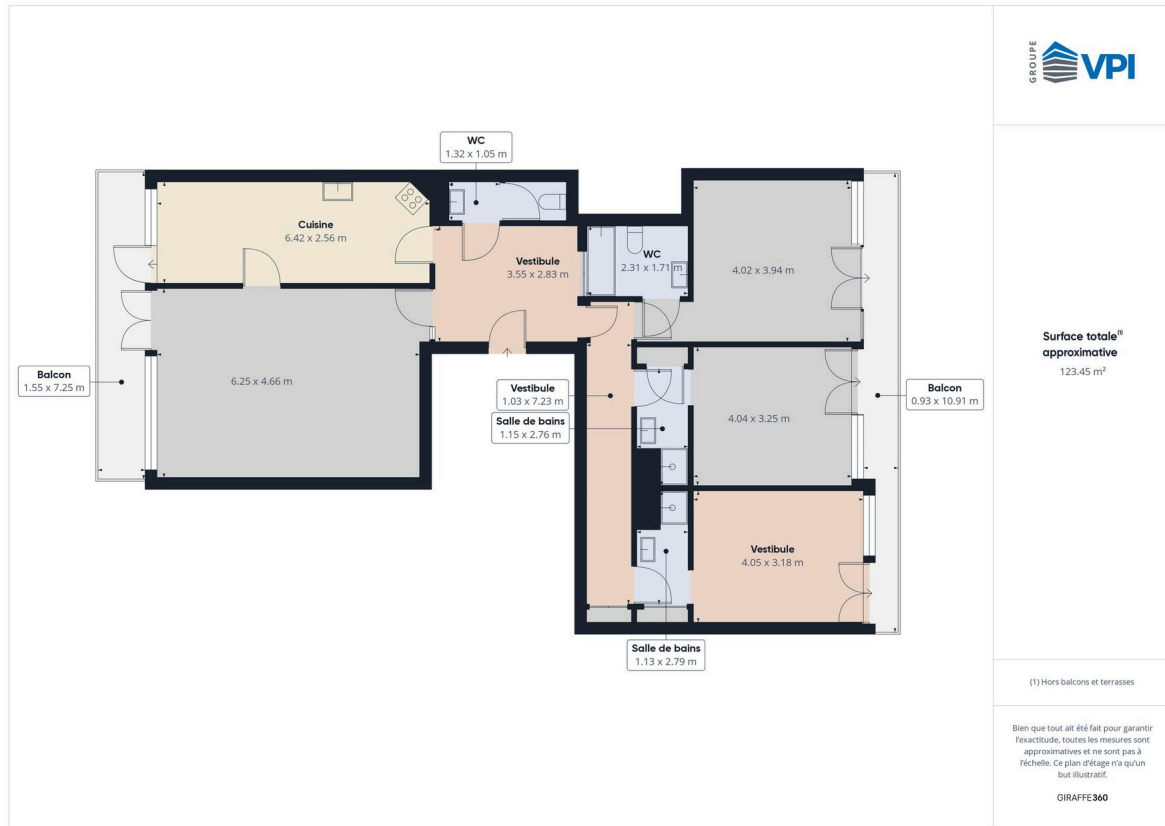 GROUPE VPI
WC
1.32 x 1.05 m
Cuisine
6.42 x 2.56 m
Vestibule
3.55 x 2.83 m
WC
2.31 x 1.71 m
4.02 x 3.94 m
Balcon
1.55 x 7.25 m
6.25 x 4.66 m
Vestibule
1.03 x 7.23 m
Salle de bains
1.15 x 2.76 m
4.04 x 3.25 m
Balcon
0.93 x 10.91 m
Vestibule
4.05 x 3.18 m
Salle de bains
1.13 x 2.79 m
Surface totale(1)
approximative
123.45 m²
(1) Hors balcons et terrasses
Bien que tout ait été fait pour garantir
l'exactitude, toutes les mesures sont
approximatives et ne sont pas à
l'échelle. Ce plan d'étage n'a qu'un
but illustratif.
GIRAFFE360